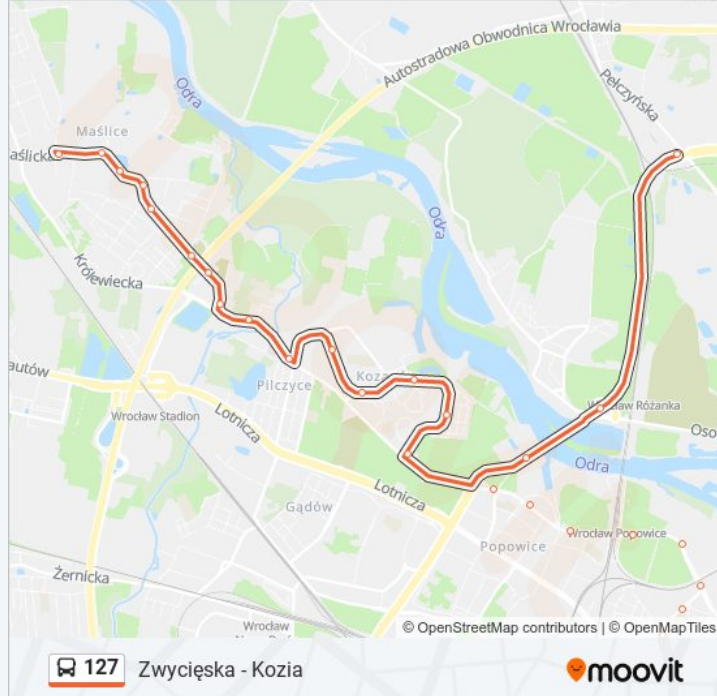 Autostradowa Obwodnica Wrocławia
Odra
Pełczyńska
Maślice
aślicka
Odra
Królewiecka
autów
Pilczyce
Wrocław Różanka
Oso
Wrocław Stadion
Lotnicza
Odra
Lotnicza
Gądów
Wrocław Popowice
Popowice
Żernicka
Wrocław
© OpenStreetMap contributors | © OpenMapTiles
127 Zwycięska - Kozia
moovit